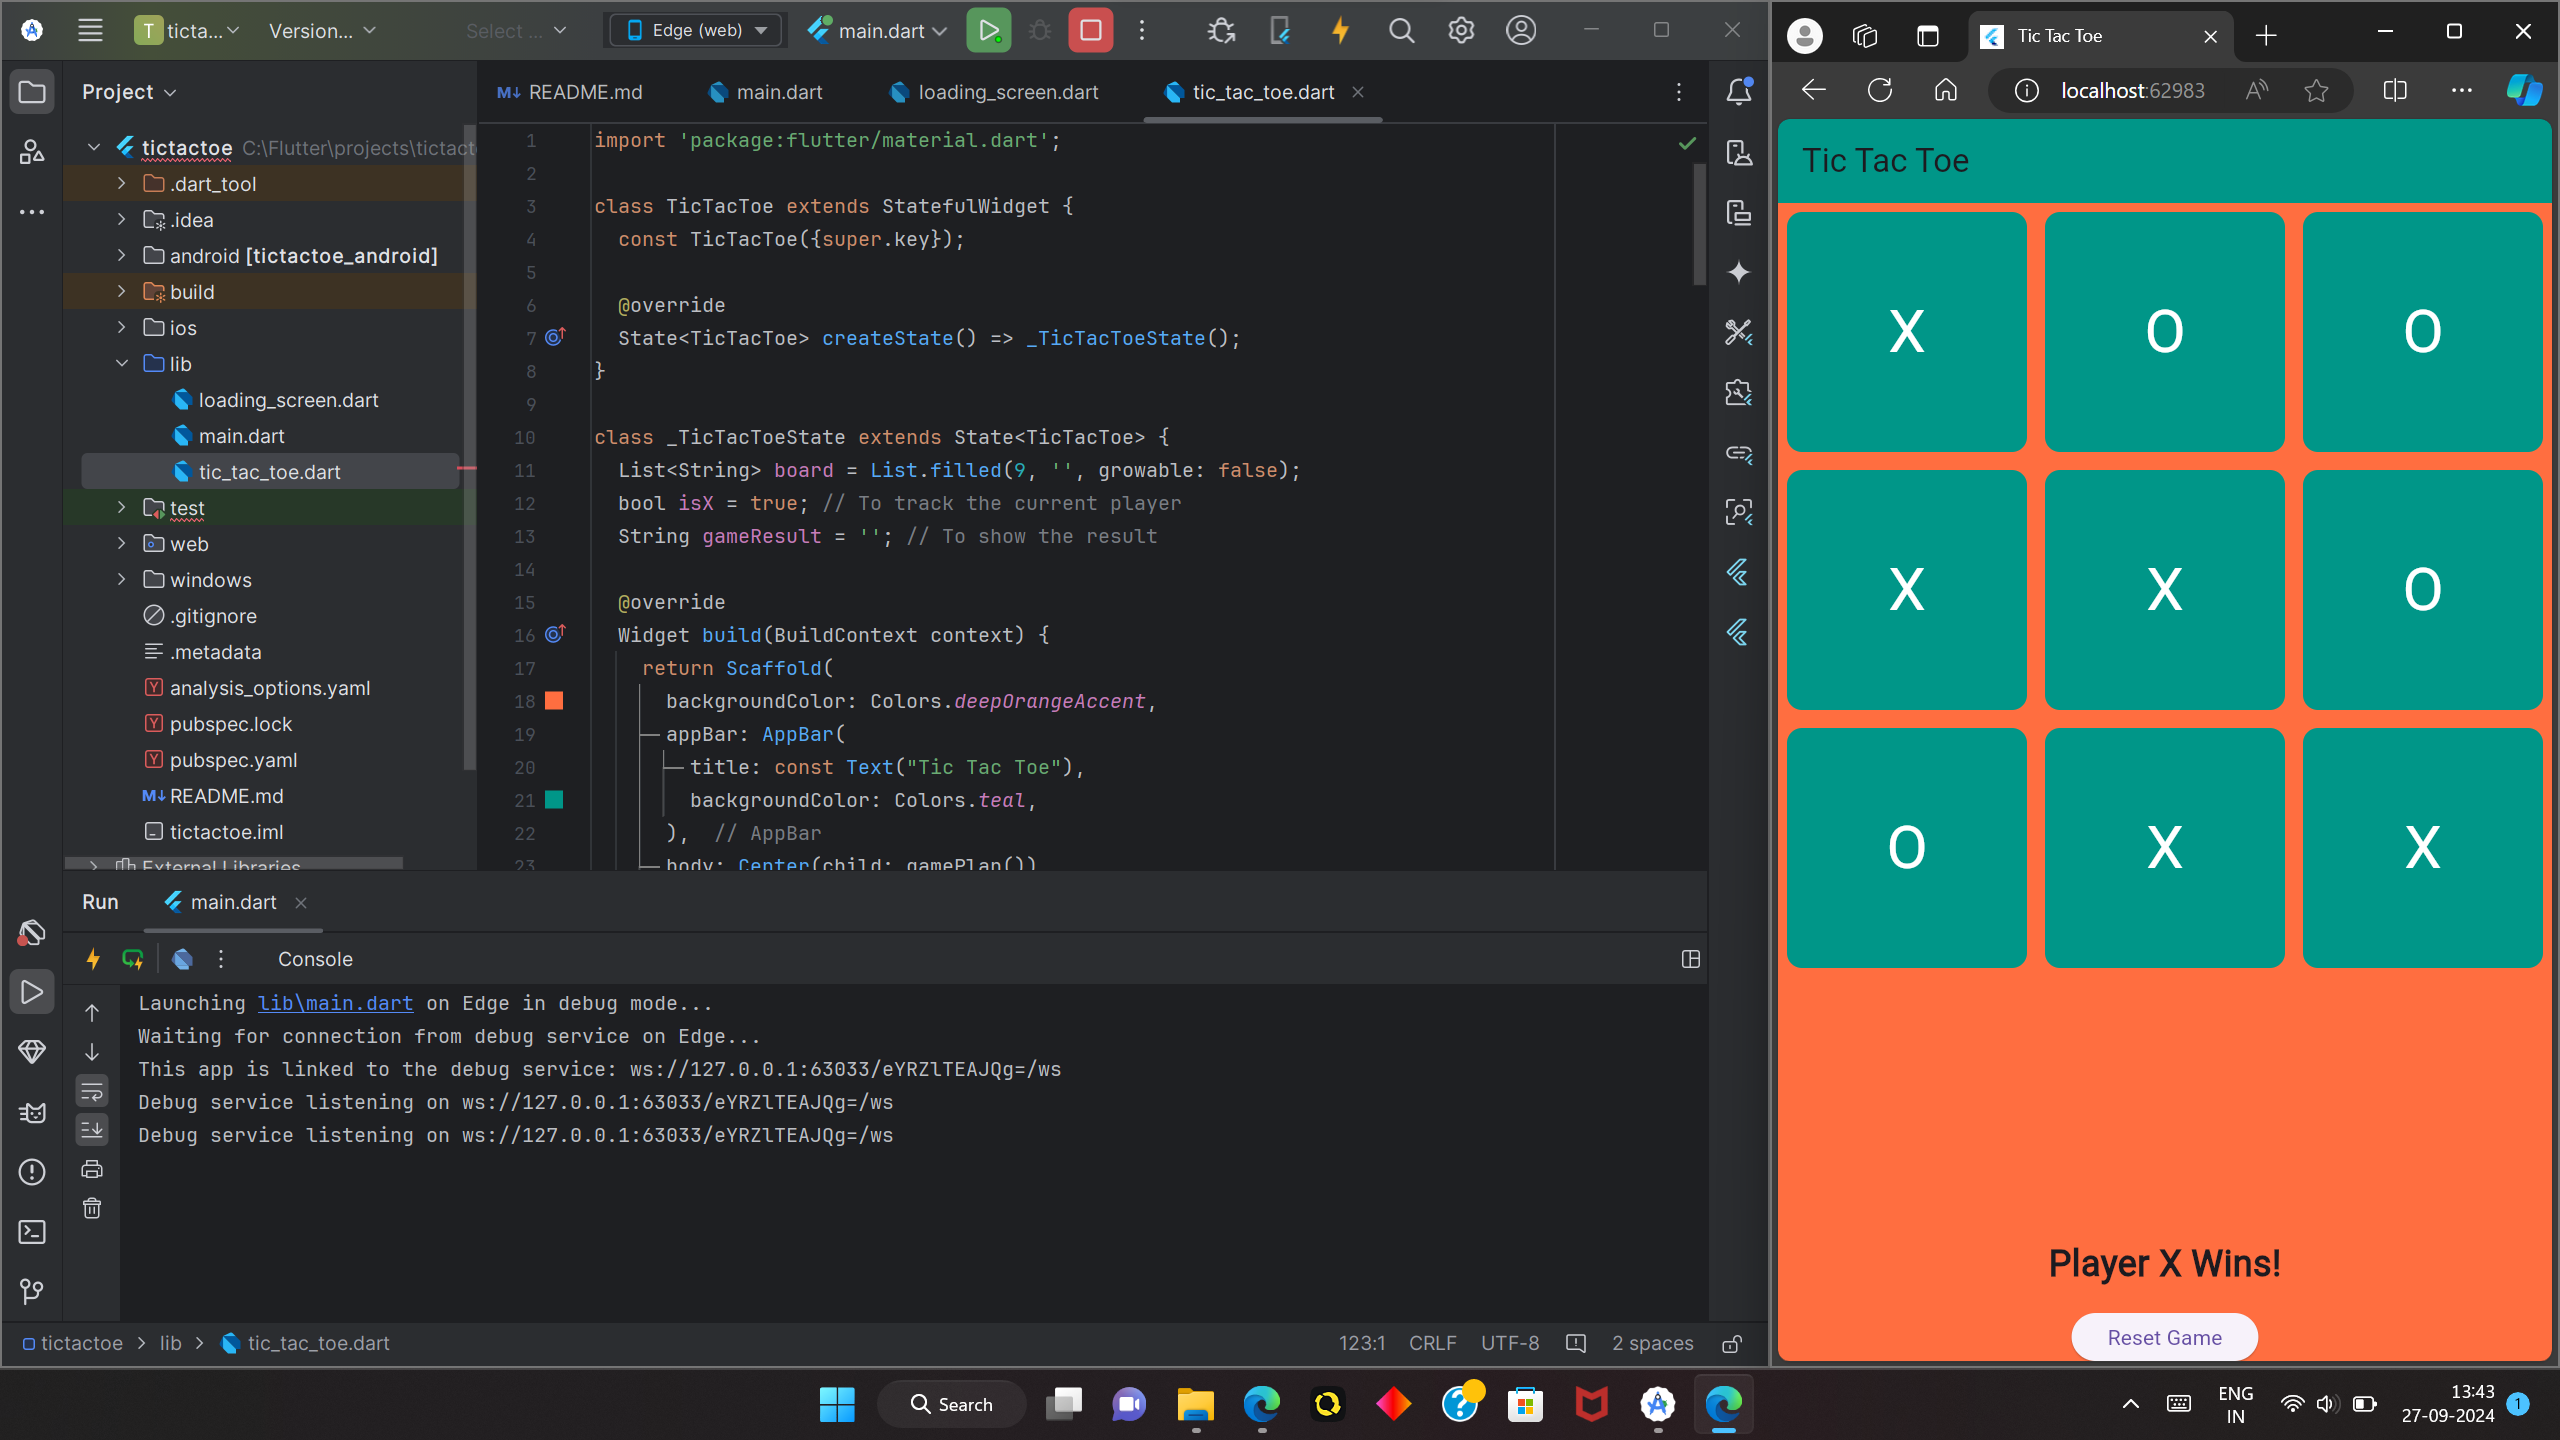 T ticta...
Version...
Select ...
Edge (web)
main.dart
Project
README.md
main.dart
loading_screen.dart
tic_tac_toe.dart
tictactoe C:\Flutter\projects\tictact
.dart_tool
.idea
android [tictactoe_android]
build
ios
lib
loading_screen.dart
main.dart
tic_tac_toe.dart
test
web
windows
.gitignore
.metadata
analysis_options.yaml
pubspec.lock
pubspec.yaml
README.md
tictactoe.iml
External Libraries
1 import 'package:flutter/material.dart';
2
3 class TicTacToe extends StatefulWidget {
4 const TicTacToe({super.key});
5
6 @override
7 State<TicTacToe> createState() => _TicTacToeState();
8 }
9
10 class _TicTacToeState extends State<TicTacToe> {
11 List<String> board = List.filled(9, '', growable: false);
12 bool isX = true; // To track the current player
13 String gameResult = ''; // To show the result
14
15 @override
16 Widget build(BuildContext context) {
17 return Scaffold(
18 backgroundColor: Colors.deepOrangeAccent,
19 appBar: AppBar(
20 title: const Text("Tic Tac Toe"),
21 backgroundColor: Colors.teal,
22 ), // AppBar
23 body: Center(child: gamePlan())
Run
main.dart
Console
Launching lib\main.dart on Edge in debug mode...
Waiting for connection from debug service on Edge...
This app is linked to the debug service: ws://127.0.0.1:63033/eYRZlTEAJQg=/ws
Debug service listening on ws://127.0.0.1:63033/eYRZlTEAJQg=/ws
Debug service listening on ws://127.0.0.1:63033/eYRZlTEAJQg=/ws
tictactoe > lib > tic_tac_toe.dart
123:1 CRLF UTF-8 2 spaces
Tic Tac Toe
localhost:62983
Tic Tac Toe
X O O
X X O
O X X
Player X Wins!
Reset Game
Search
ENG
IN
13:43
27-09-2024
1